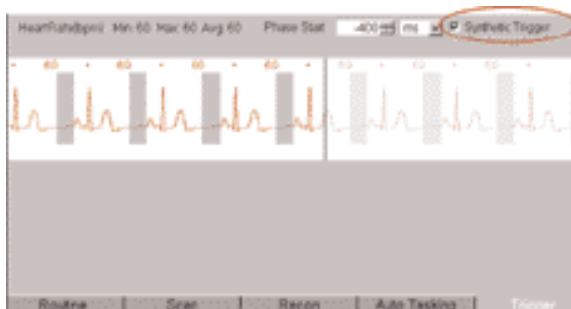 HeartRate(bpm) Min: 60 Max: 60 Avg: 60 Phase Start -400 ms Synthetic Trigger
60 60 60 60 60 60 60
Routine Scan Recon Auto Tasking Trigger